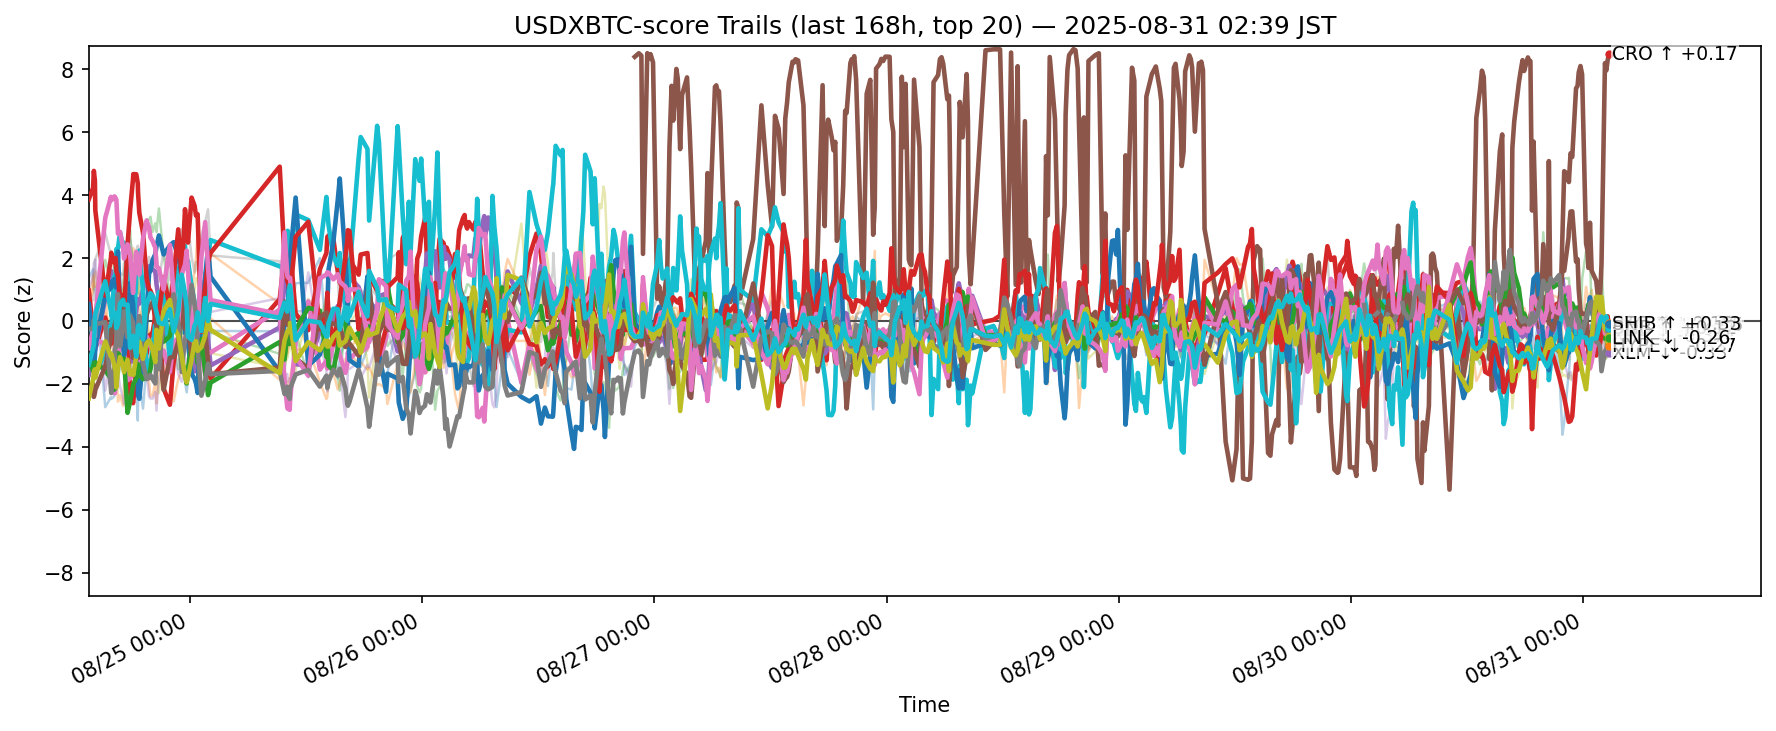 USDXBTC-score Trails (last 168h, top 20) — 2025-08-31 02:39 JST
Score (z)
8
6
4
2
0
−2
−4
−6
−8
CRO ↑ +0.17
SHIB ↑ +0.33
LINK ↓ -0.26
XLM ↓ -0.33
08/25 00:00
08/26 00:00
08/27 00:00
08/28 00:00
08/29 00:00
08/30 00:00
08/31 00:00
Time